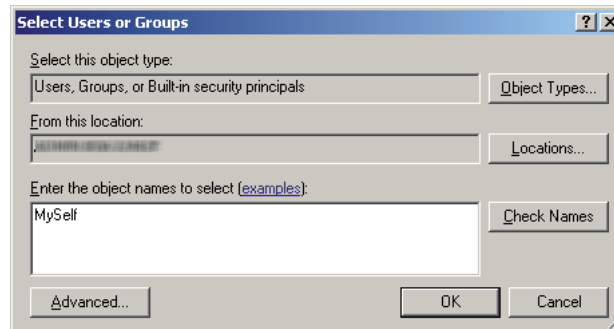 Select Users or Groups
Select this object type:
Users, Groups, or Built-in security principals
Object Types...
From this location:
Locations...
Enter the object names to select (examples):
MySelf
Check Names
Advanced...
OK
Cancel